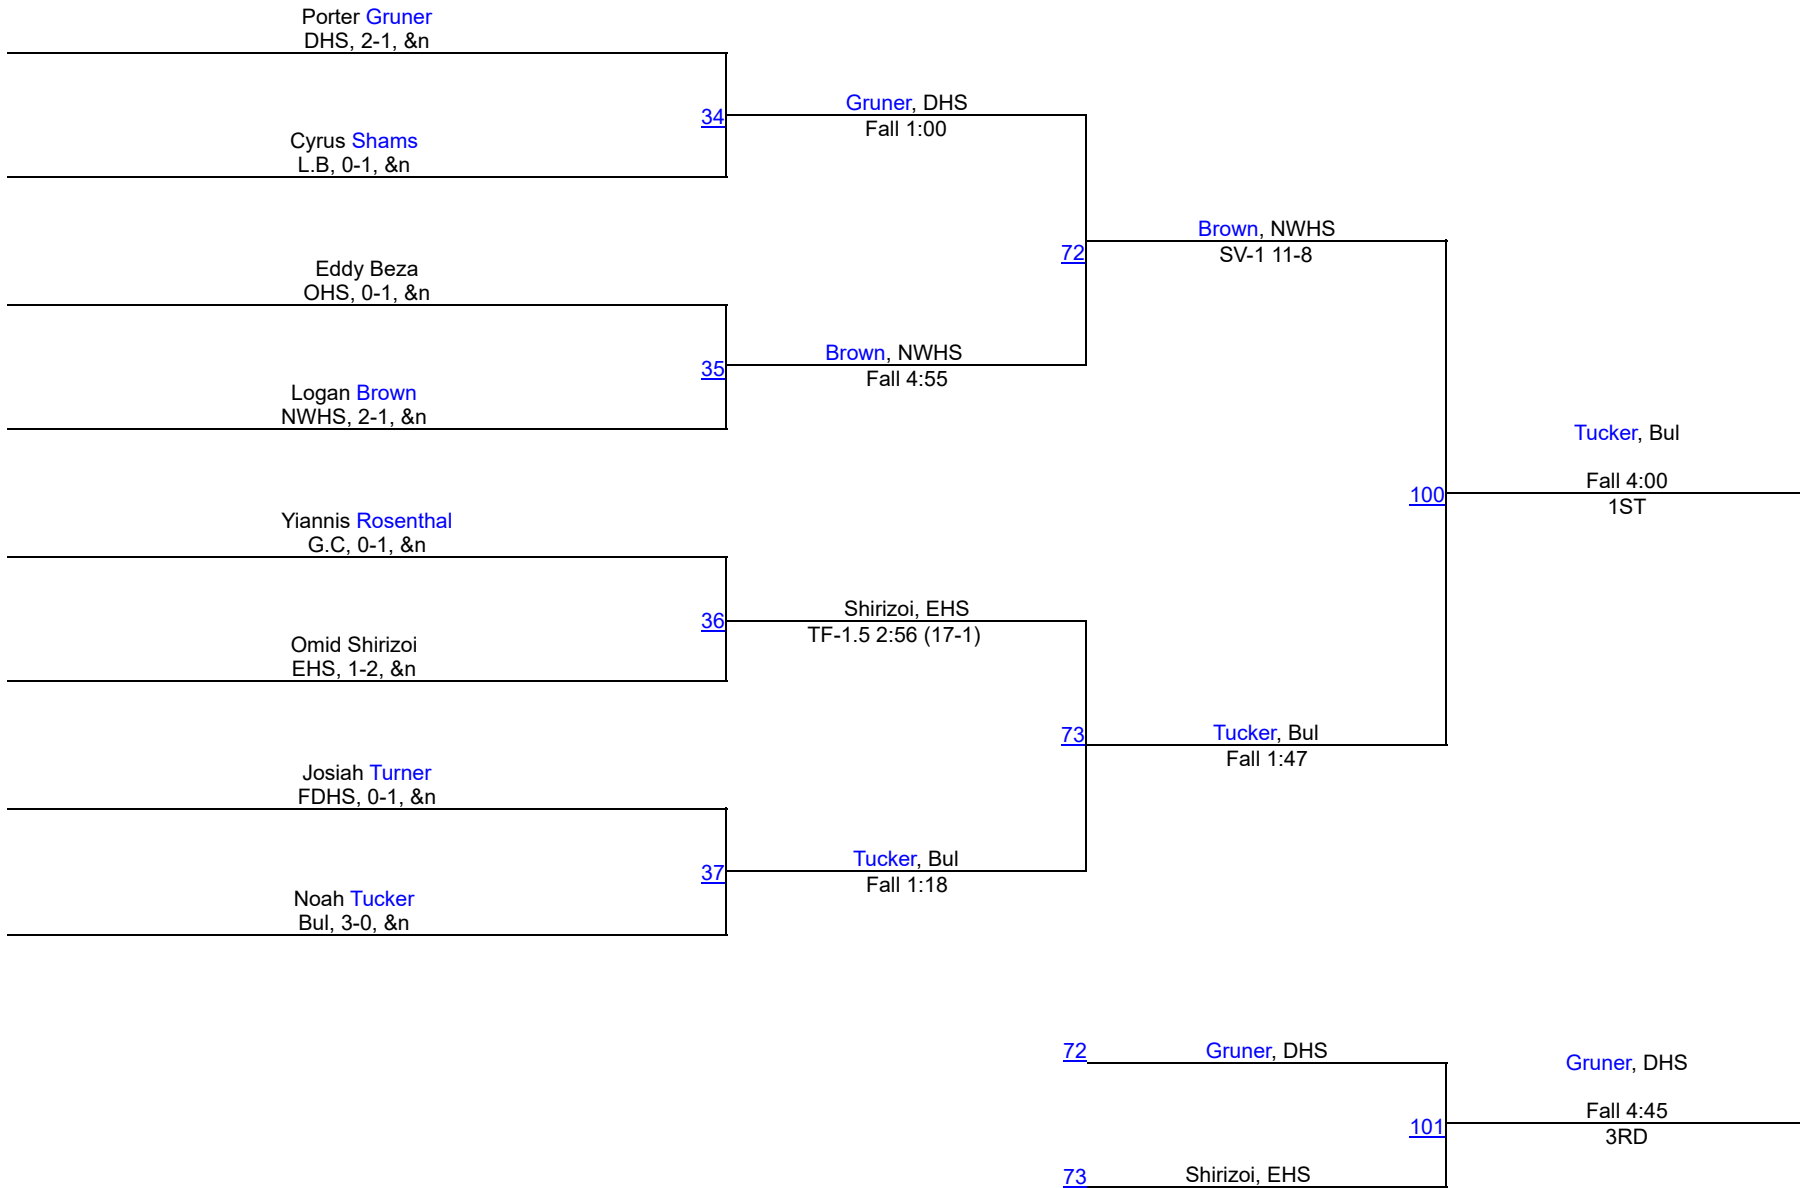 Porter Gruner
DHS, 2-1, &n
34
Cyrus Shams
L.B, 0-1, &n
Gruner, DHS
Fall 1:00
Eddy Beza
OHS, 0-1, &n
35
Logan Brown
NWHS, 2-1, &n
Brown, NWHS
Fall 4:55
72
Brown, NWHS
SV-1 11-8
Yiannis Rosenthal
G.C, 0-1, &n
36
Omid Shirizoi
EHS, 1-2, &n
Shirizoi, EHS
TF-1.5 2:56 (17-1)
Josiah Turner
FDHS, 0-1, &n
37
Noah Tucker
Bul, 3-0, &n
Tucker, Bul
Fall 1:18
73
Tucker, Bul
Fall 1:47
100
Tucker, Bul
Fall 4:00
1ST
72
Gruner, DHS
101
73
Shirizoi, EHS
Gruner, DHS
Fall 4:45
3RD